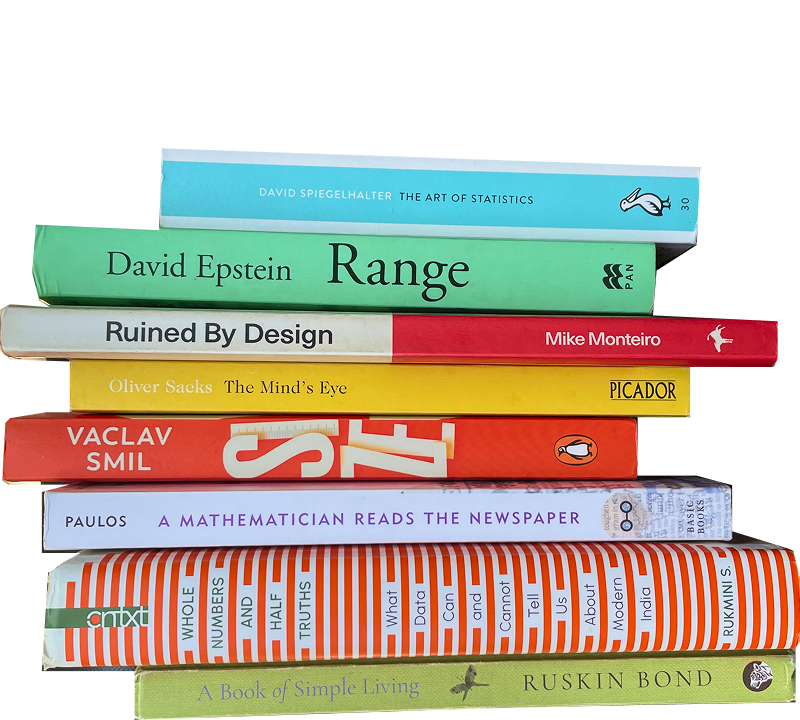 DAVID SPIEGELHALTER THE ART OF STATISTICS 30
David Epstein Range PAN
Ruined By Design Mike Monteiro
Oliver Sacks The Mind's Eye PICADOR
VACLAV
SMIL
SIZE
PAULOS A MATHEMATICIAN READS THE NEWSPAPER BASIC
BOOKS
cntxt
WHOLE
NUMBERS
AND
HALF
TRUTHS
What
Data
Can
and
Cannot
Tell
Us
About
Modern
India
RUKMINI S.
A Book of Simple Living RUSKIN BOND